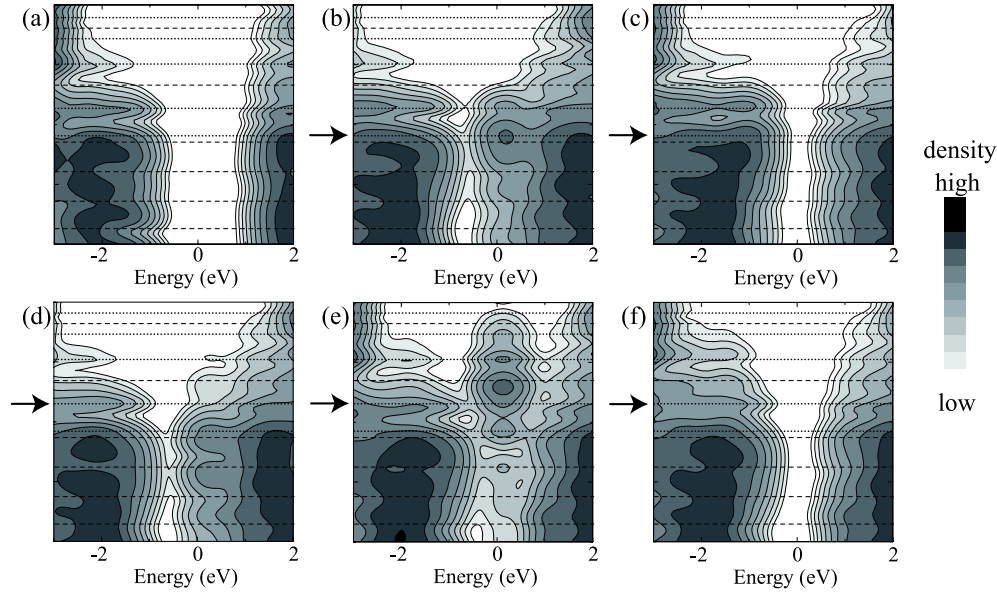 (a) (b) (c)
density
high
low
-2 0 2 -2 0 2 -2 0 2
Energy (eV) Energy (eV) Energy (eV)
(d) (e) (f)
-2 0 2 -2 0 2 -2 0 2
Energy (eV) Energy (eV) Energy (eV)